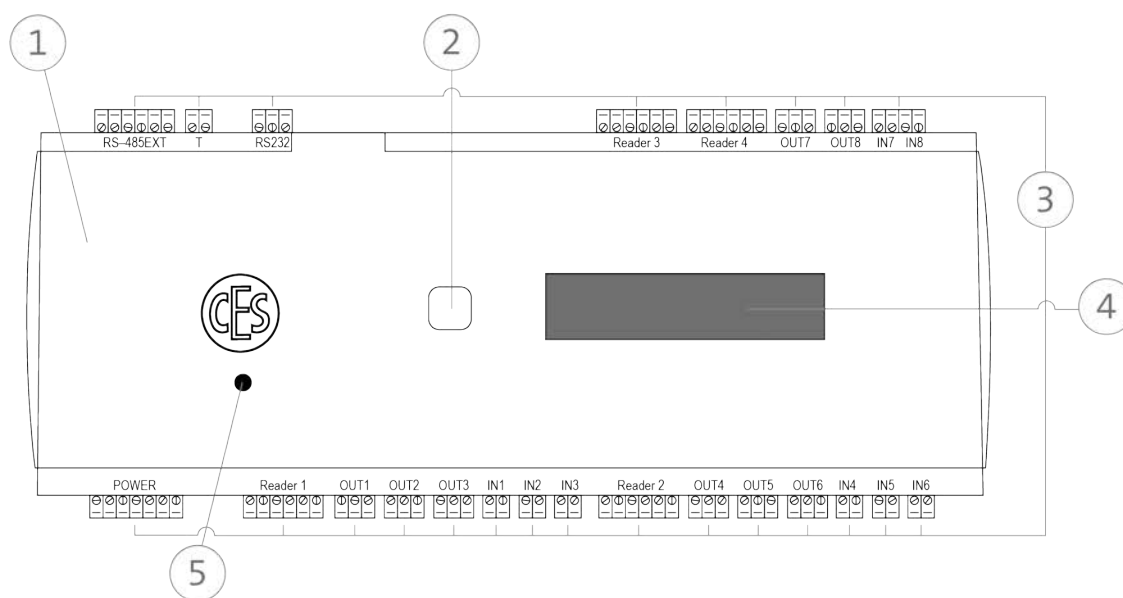 1 2
RS-485EXT T RS232 Reader 3 Reader 4 OUT7 OUT8 IN7 IN8
3
CES
4
POWER Reader 1 OUT1 OUT2 OUT3 IN1 IN2 IN3 Reader 2 OUT4 OUT5 OUT6 IN4 IN5 IN6
5